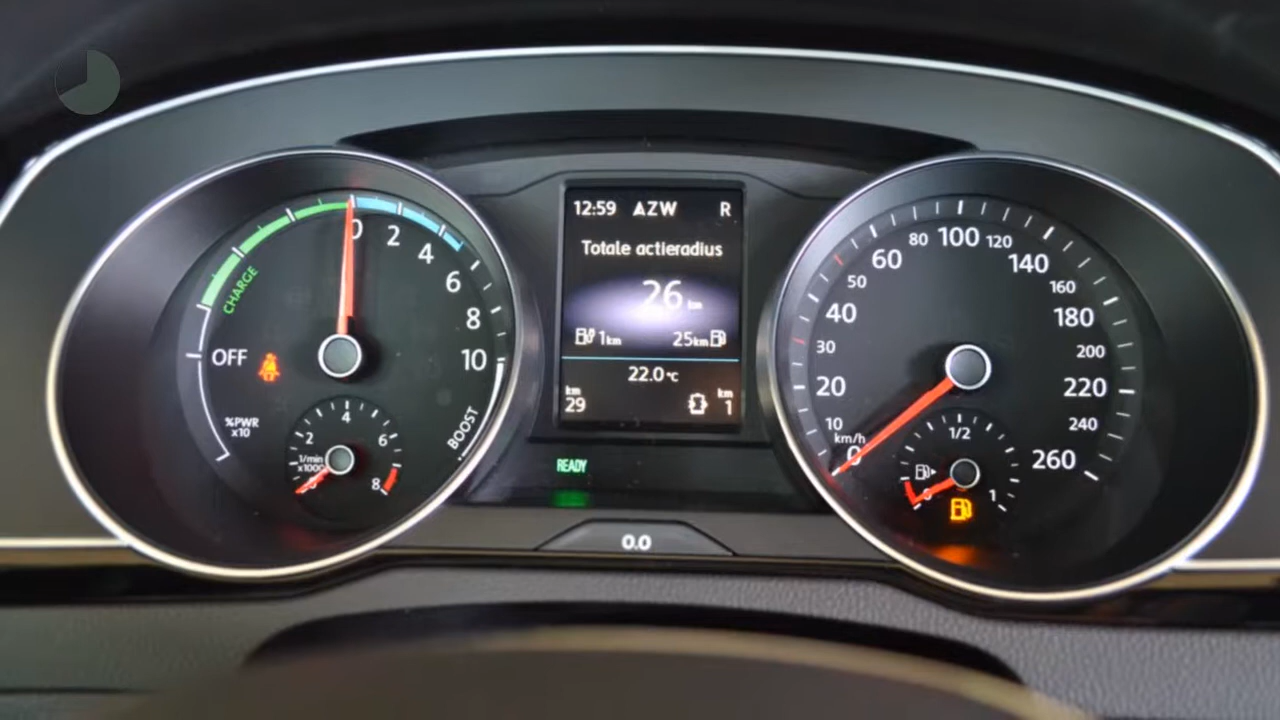 12:59 AZW R
Totale actieradius
26 km
1km 25km
22.0°C
km
29
km
1
0 2 4 6 8 10
CHARGE
OFF
%PWR
x10
BOOST
2 4 6 8
1/min
x1000
READY
0.0
10 20 30 40 50 60 80 100 120 140 160 180 200 220 240 260
km/h
0
1/2
0 1